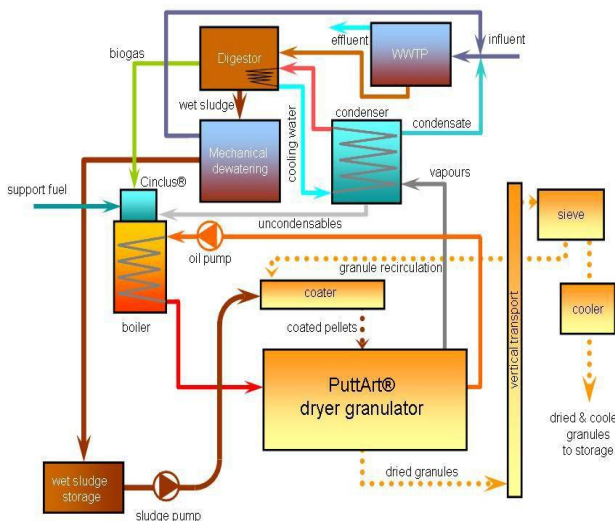 effluent
influent
WWTP
biogas
Digestor
wet sludge
condenser
condensate
Mechanical
dewatering
cooling water
vapours
support fuel
Cinclus®
uncondensables
sieve
oil pump
granule recirculation
coater
cooler
boiler
coated pellets
vertical transport
PuttArt®
dryer granulator
dried & coole
granules
to storage
wet sludge
storage
dried granules
sludge pump